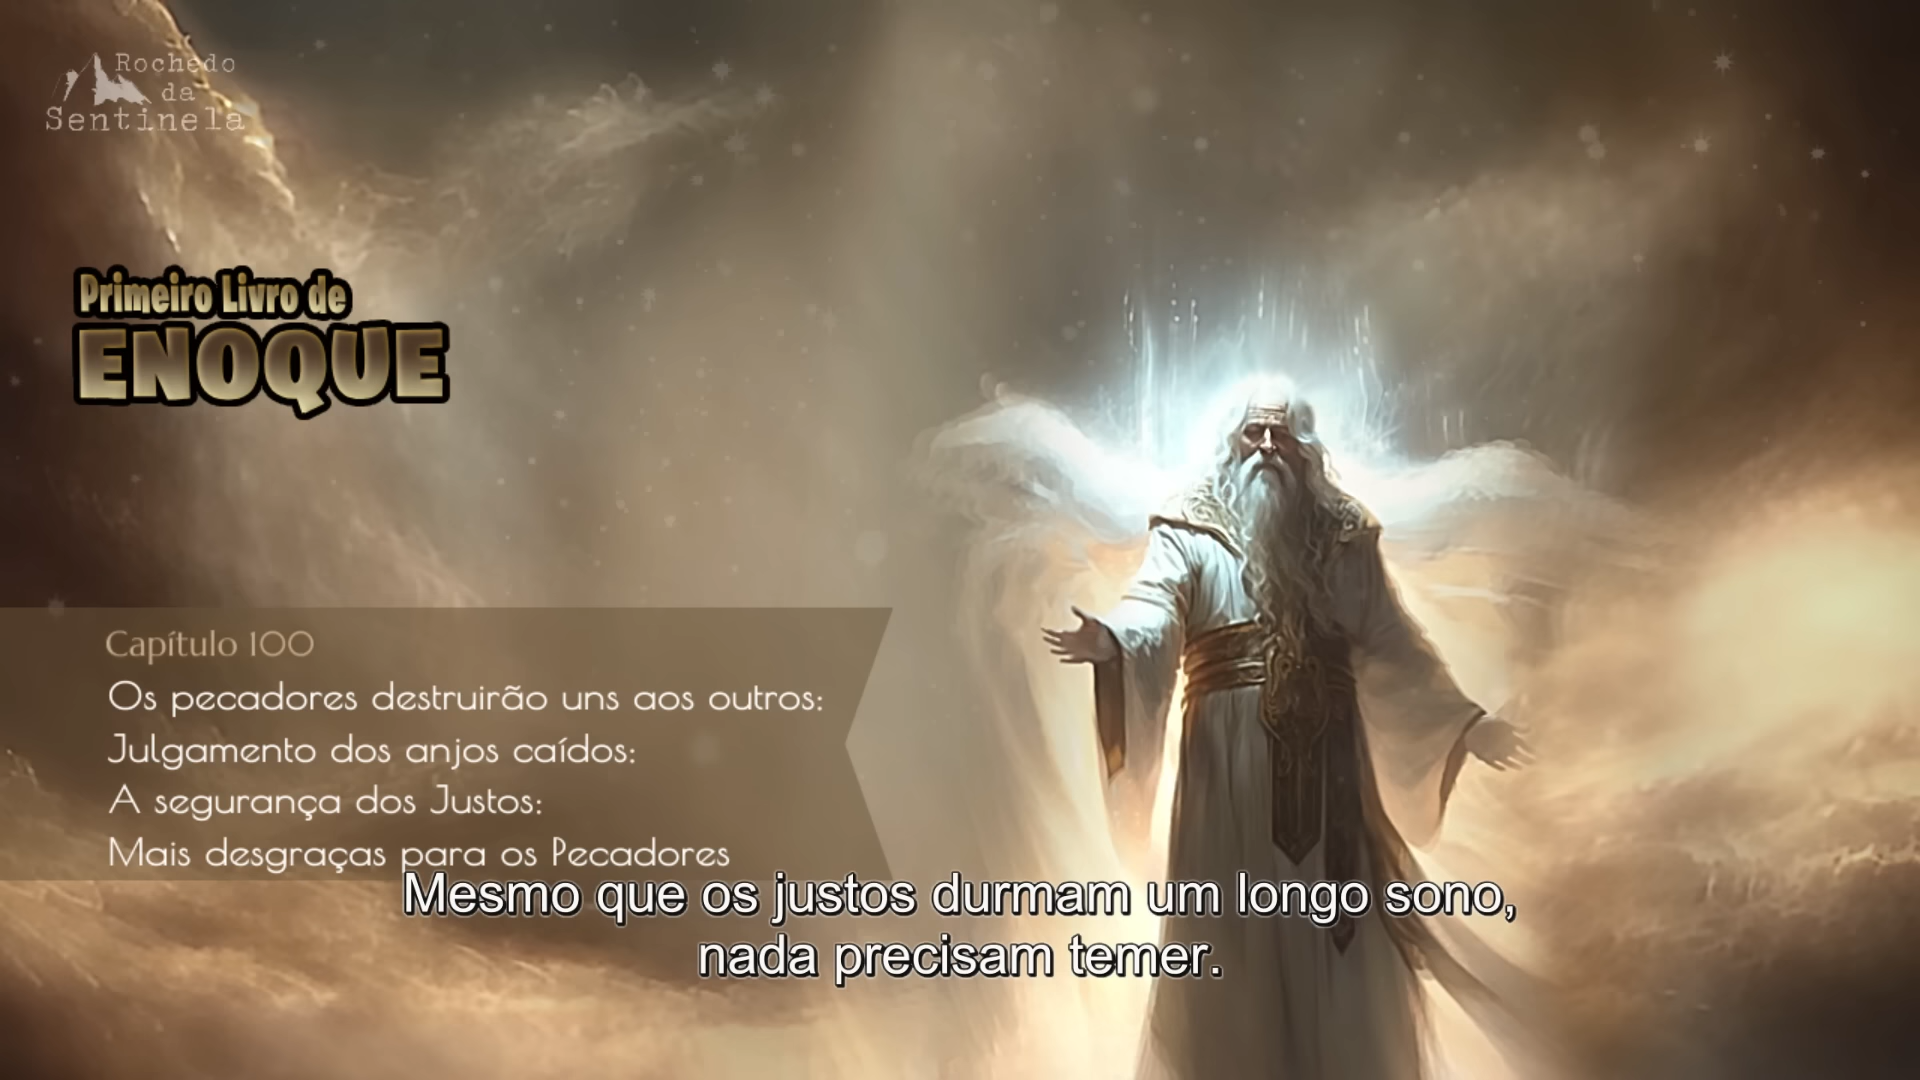 Rochedo
da
Sentinela
Primeiro Livro de
ENOQUE
Capítulo 100
Os pecadores destruirão uns aos outros:
Julgamento dos anjos caídos:
A segurança dos Justos:
Mais desgraças para os Pecadores
Mesmo que os justos durmam um longo sono,
nada precisam temer.